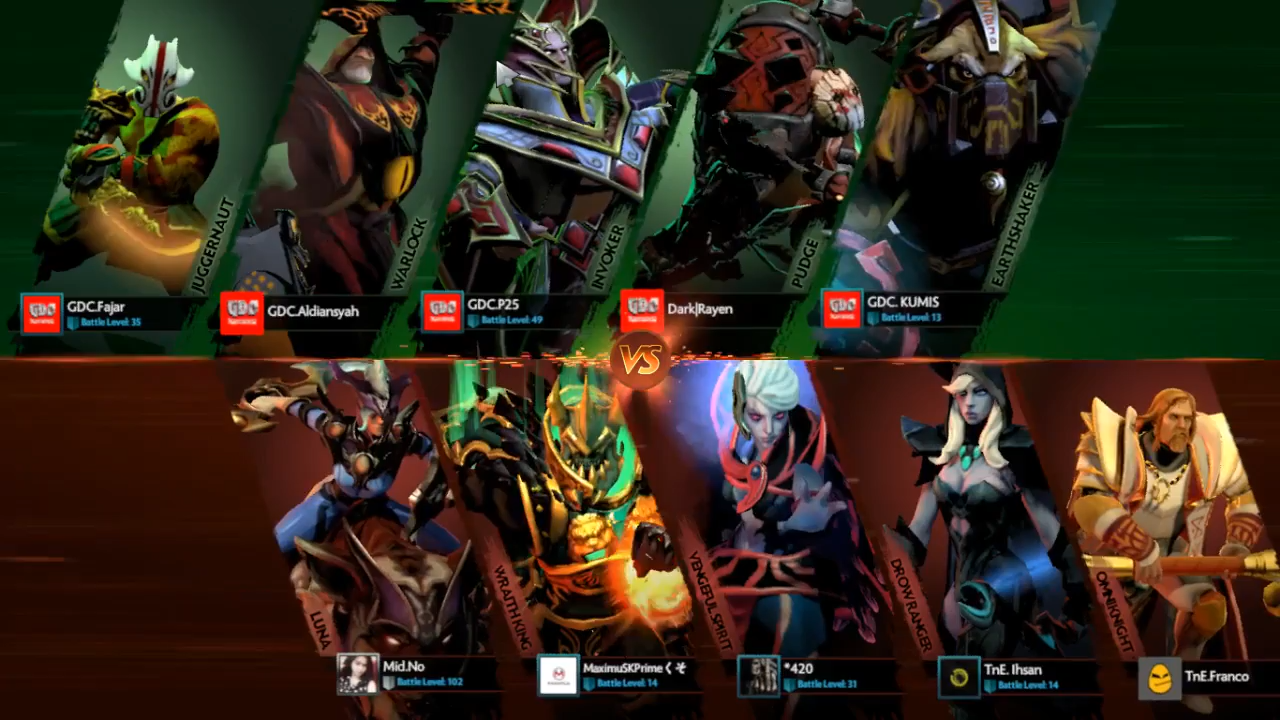 JUGGERNAUT
WARLOCK
INVOKER
PUDGE
EARTHSHAKER
GDC.Fajar
Battle Level: 35
GDC.Aldiansyah
GDC.P25
Battle Level: 49
Dark|Rayen
GDC. KUMIS
Battle Level: 13
VS
LUNA
WRAITH KING
VENGEFUL SPIRIT
DROW RANGER
OMNIKNIGHT
Mid.No
Battle Level: 102
MaximuSKPrime
Battle Level: 14
*420
Battle Level: 31
TnE. Ihsan
Battle Level: 14
TnE.Franco